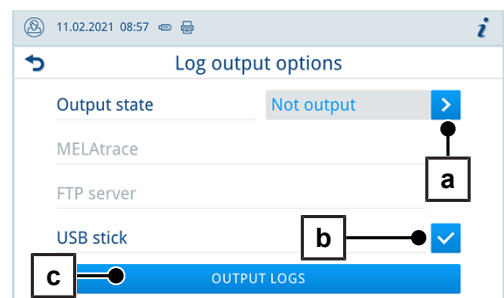 11.02.2021 08:57
i
Log output options
Output state Not output
a
MELAtrace
FTP server
USB stick
b
c
OUTPUT LOGS